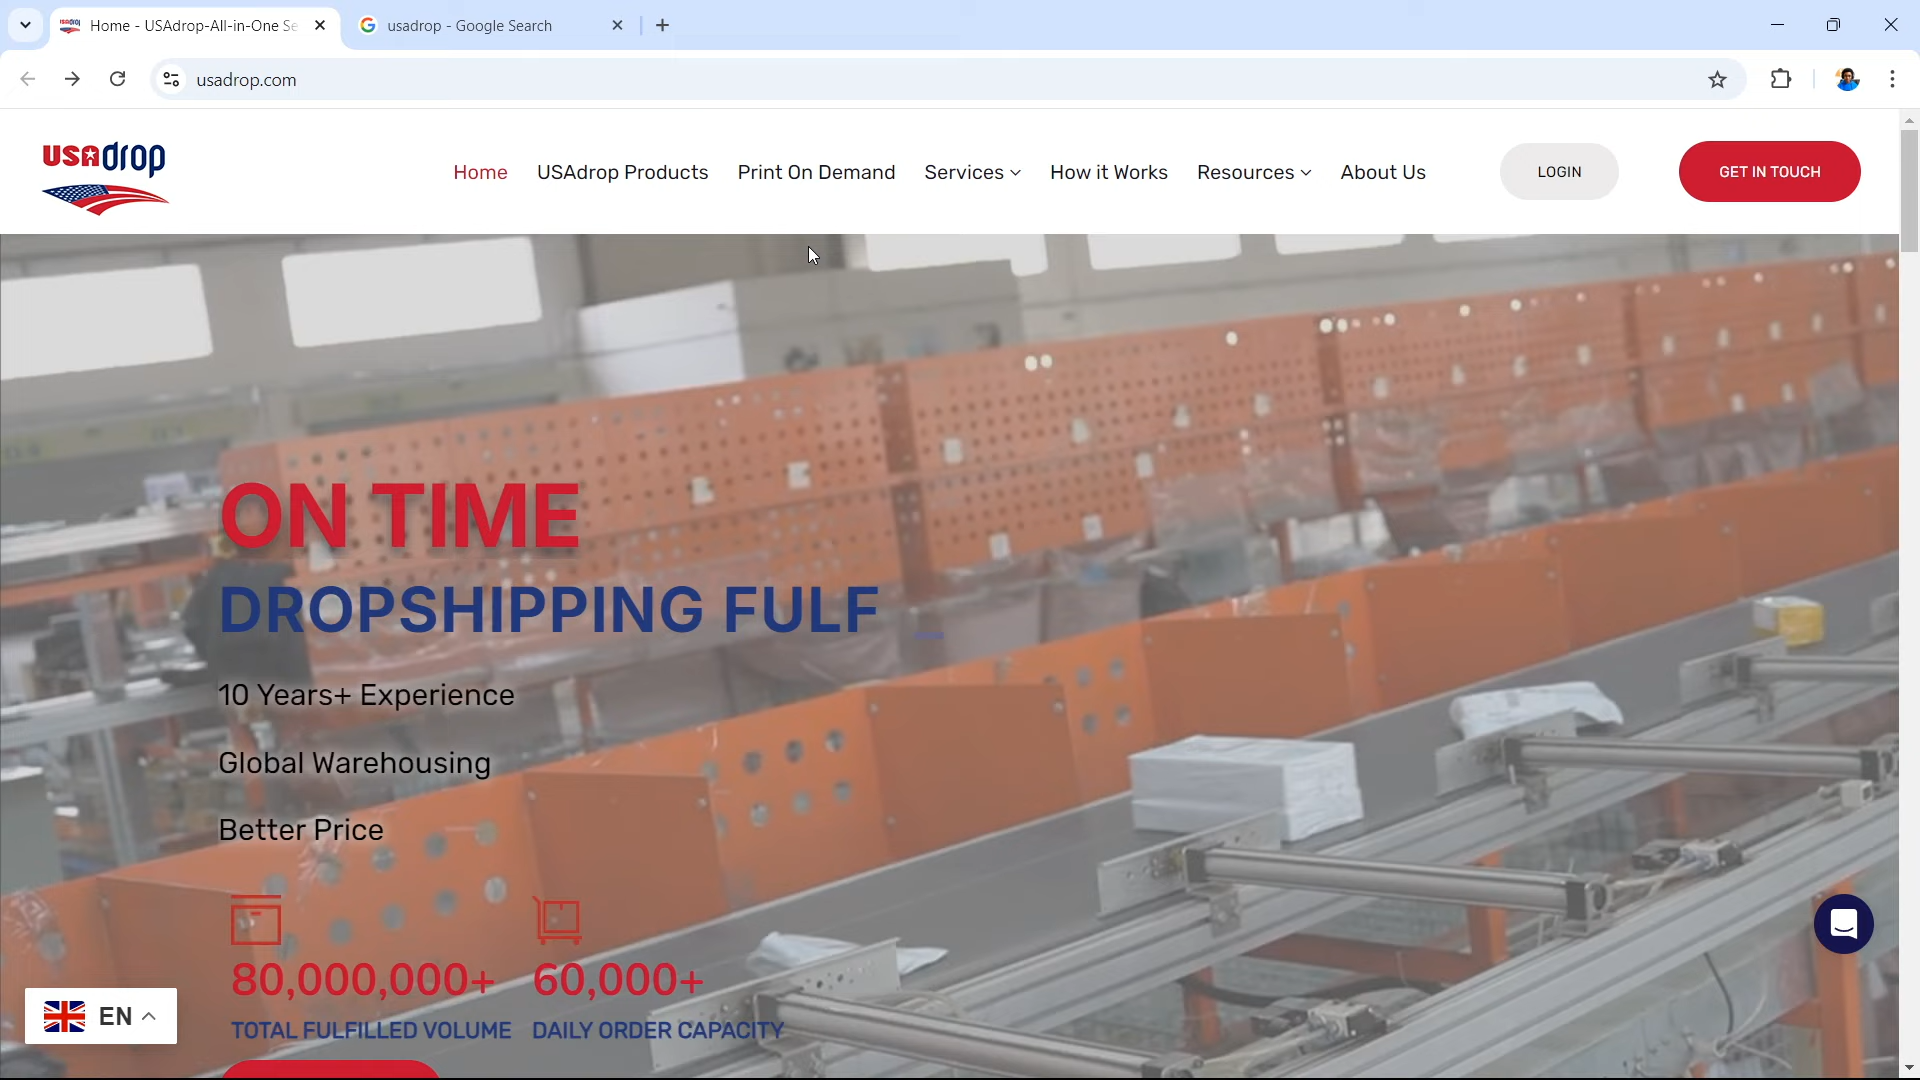 Home - USAdrop-All-in-One Se
usadrop - Google Search
usadrop.com
USAdrop
Home
USAdrop Products
Print On Demand
Services
How it Works
Resources
About Us
LOGIN
GET IN TOUCH
ON TIME
DROPSHIPPING FULF
10 Years+ Experience
Global Warehousing
Better Price
80,000,000+
60,000+
TOTAL FULFILLED VOLUME
DAILY ORDER CAPACITY
EN